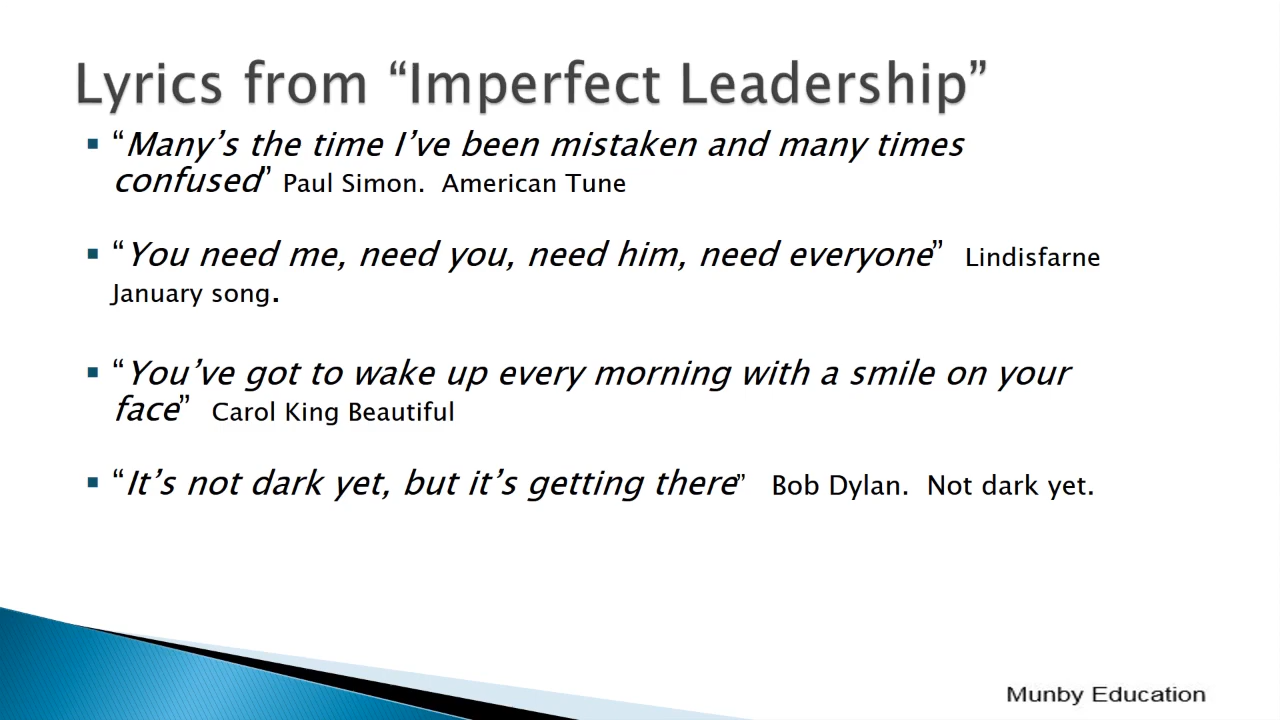 Lyrics from “Imperfect Leadership”
▪ “Many’s the time I’ve been mistaken and many times
confused” Paul Simon.  American Tune
▪ “You need me, need you, need him, need everyone”  Lindisfarne
January song.
▪ “You’ve got to wake up every morning with a smile on your
face”  Carol King Beautiful
▪ “It’s not dark yet, but it’s getting there”  Bob Dylan.  Not dark yet.
Munby Education